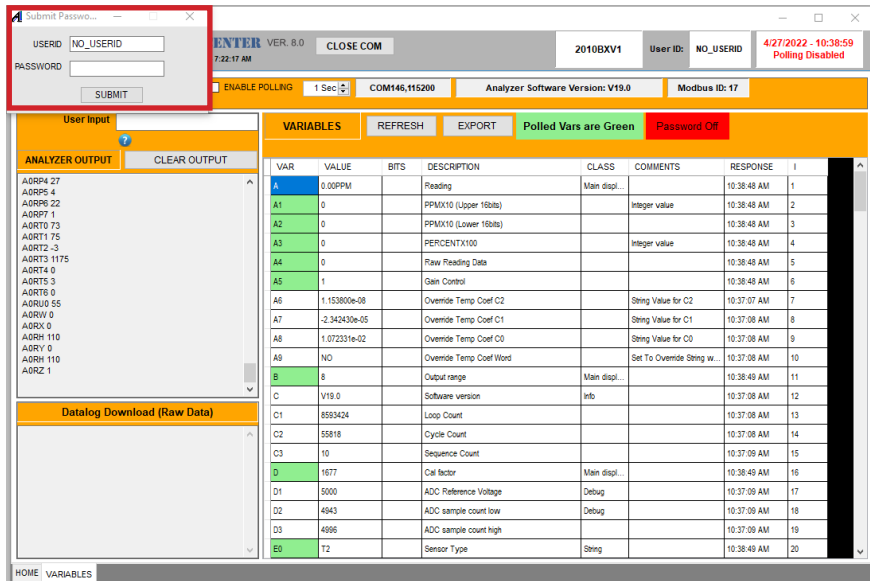 Submit Passwo...
USERID NO_USERID
PASSWORD
SUBMIT
ENTER VER. 8.0
7:22:17 AM
CLOSE COM
2010BXV1
User ID: NO_USERID
4/27/2022 - 10:38:59
Polling Disabled
ENABLE POLLING
1 Sec
COM146,115200
Analyzer Software Version: V19.0
Modbus ID: 17
User Input
?
ANALYZER OUTPUT
CLEAR OUTPUT
A0RP4 27
A0RP5 4
A0RP6 22
A0RP7 1
A0RT0 73
A0RT1 75
A0RT2 -3
A0RT3 1175
A0RT4 0
A0RT5 3
A0RT6 0
A0RU0 55
A0RW 0
A0RX 0
A0RH 110
A0RY 0
A0RH 110
A0RZ 1
Datalog Download (Raw Data)
VARIABLES
REFRESH
EXPORT
Polled Vars are Green
Password Off
VAR VALUE BITS DESCRIPTION CLASS COMMENTS RESPONSE I
A 0.00PPM Reading Main displ... 10:38:48 AM 1
A1 0 PPMX10 (Upper 16bits) Integer value 10:38:48 AM 2
A2 0 PPMX10 (Lower 16bits) 10:38:48 AM 3
A3 0 PERCENTX100 Integer value 10:38:48 AM 4
A4 0 Raw Reading Data 10:38:48 AM 5
A5 1 Gain Control 10:38:48 AM 6
A6 1.153800e-08 Override Temp Coef C2 String Value for C2 10:37:07 AM 7
A7 -2.342430e-05 Override Temp Coef C1 String Value for C1 10:37:08 AM 8
A8 1.072331e-02 Override Temp Coef C0 String Value for C0 10:37:08 AM 9
A9 NO Override Temp Coef Word Set To Override String w... 10:37:08 AM 10
B 8 Output range Main displ... 10:38:49 AM 11
C V19.0 Software version Info 10:37:08 AM 12
C1 8593424 Loop Count 10:37:08 AM 13
C2 55818 Cycle Count 10:37:08 AM 14
C3 10 Sequence Count 10:37:09 AM 15
D 1677 Cal factor Main displ... 10:38:49 AM 16
D1 5000 ADC Reference Voltage Debug 10:37:09 AM 17
D2 4943 ADC sample count low Debug 10:37:09 AM 18
D3 4996 ADC sample count high 10:37:09 AM 19
E0 T2 Sensor Type String 10:38:49 AM 20
HOME VARIABLES